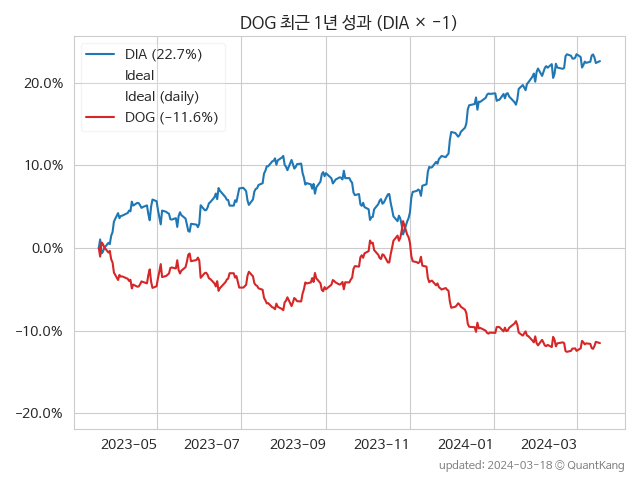 DOG 최근 1년 성과 (DIA × -1)
DIA (22.7%)
Ideal
Ideal (daily)
DOG (-11.6%)
20.0%
10.0%
0.0%
-10.0%
-20.0%
2023-05 2023-07 2023-09 2023-11 2024-01 2024-03
updated: 2024-03-18 © QuantKang